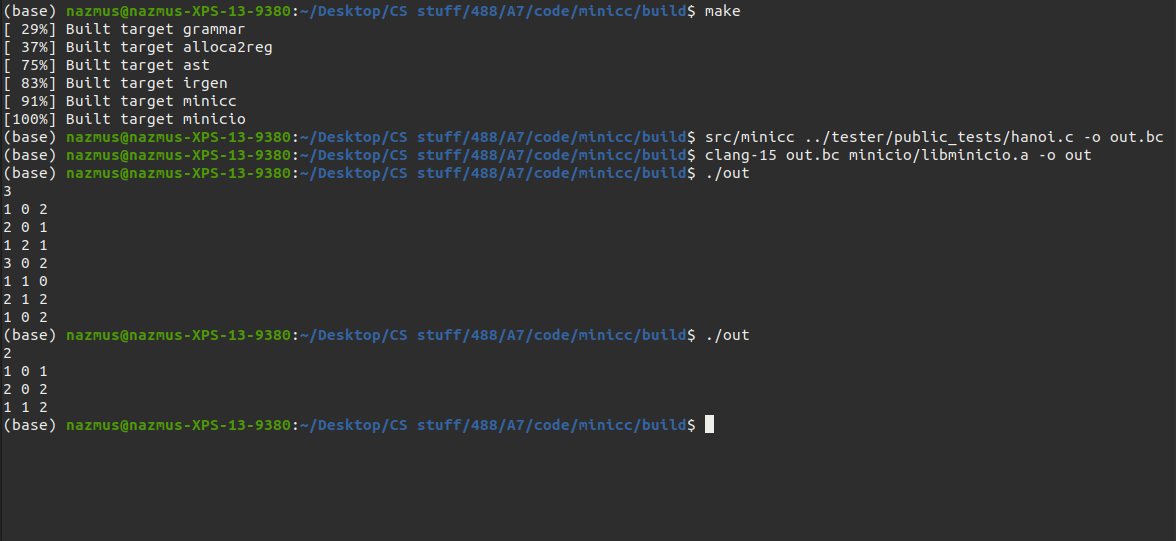 (base) nazmus@nazmus-XPS-13-9380:~/Desktop/CS stuff/488/A7/code/minicc/build$ make
[ 29%] Built target grammar
[ 37%] Built target alloca2reg
[ 75%] Built target ast
[ 83%] Built target irgen
[ 91%] Built target minicc
[100%] Built target minicio
(base) nazmus@nazmus-XPS-13-9380:~/Desktop/CS stuff/488/A7/code/minicc/build$ src/minicc ../tester/public_tests/hanoi.c -o out.bc
(base) nazmus@nazmus-XPS-13-9380:~/Desktop/CS stuff/488/A7/code/minicc/build$ clang-15 out.bc minicio/libminicio.a -o out
(base) nazmus@nazmus-XPS-13-9380:~/Desktop/CS stuff/488/A7/code/minicc/build$ ./out
3
1 0 2
2 0 1
1 2 1
3 0 2
1 1 0
2 1 2
1 0 2
(base) nazmus@nazmus-XPS-13-9380:~/Desktop/CS stuff/488/A7/code/minicc/build$ ./out
2
1 0 1
2 0 2
1 1 2
(base) nazmus@nazmus-XPS-13-9380:~/Desktop/CS stuff/488/A7/code/minicc/build$